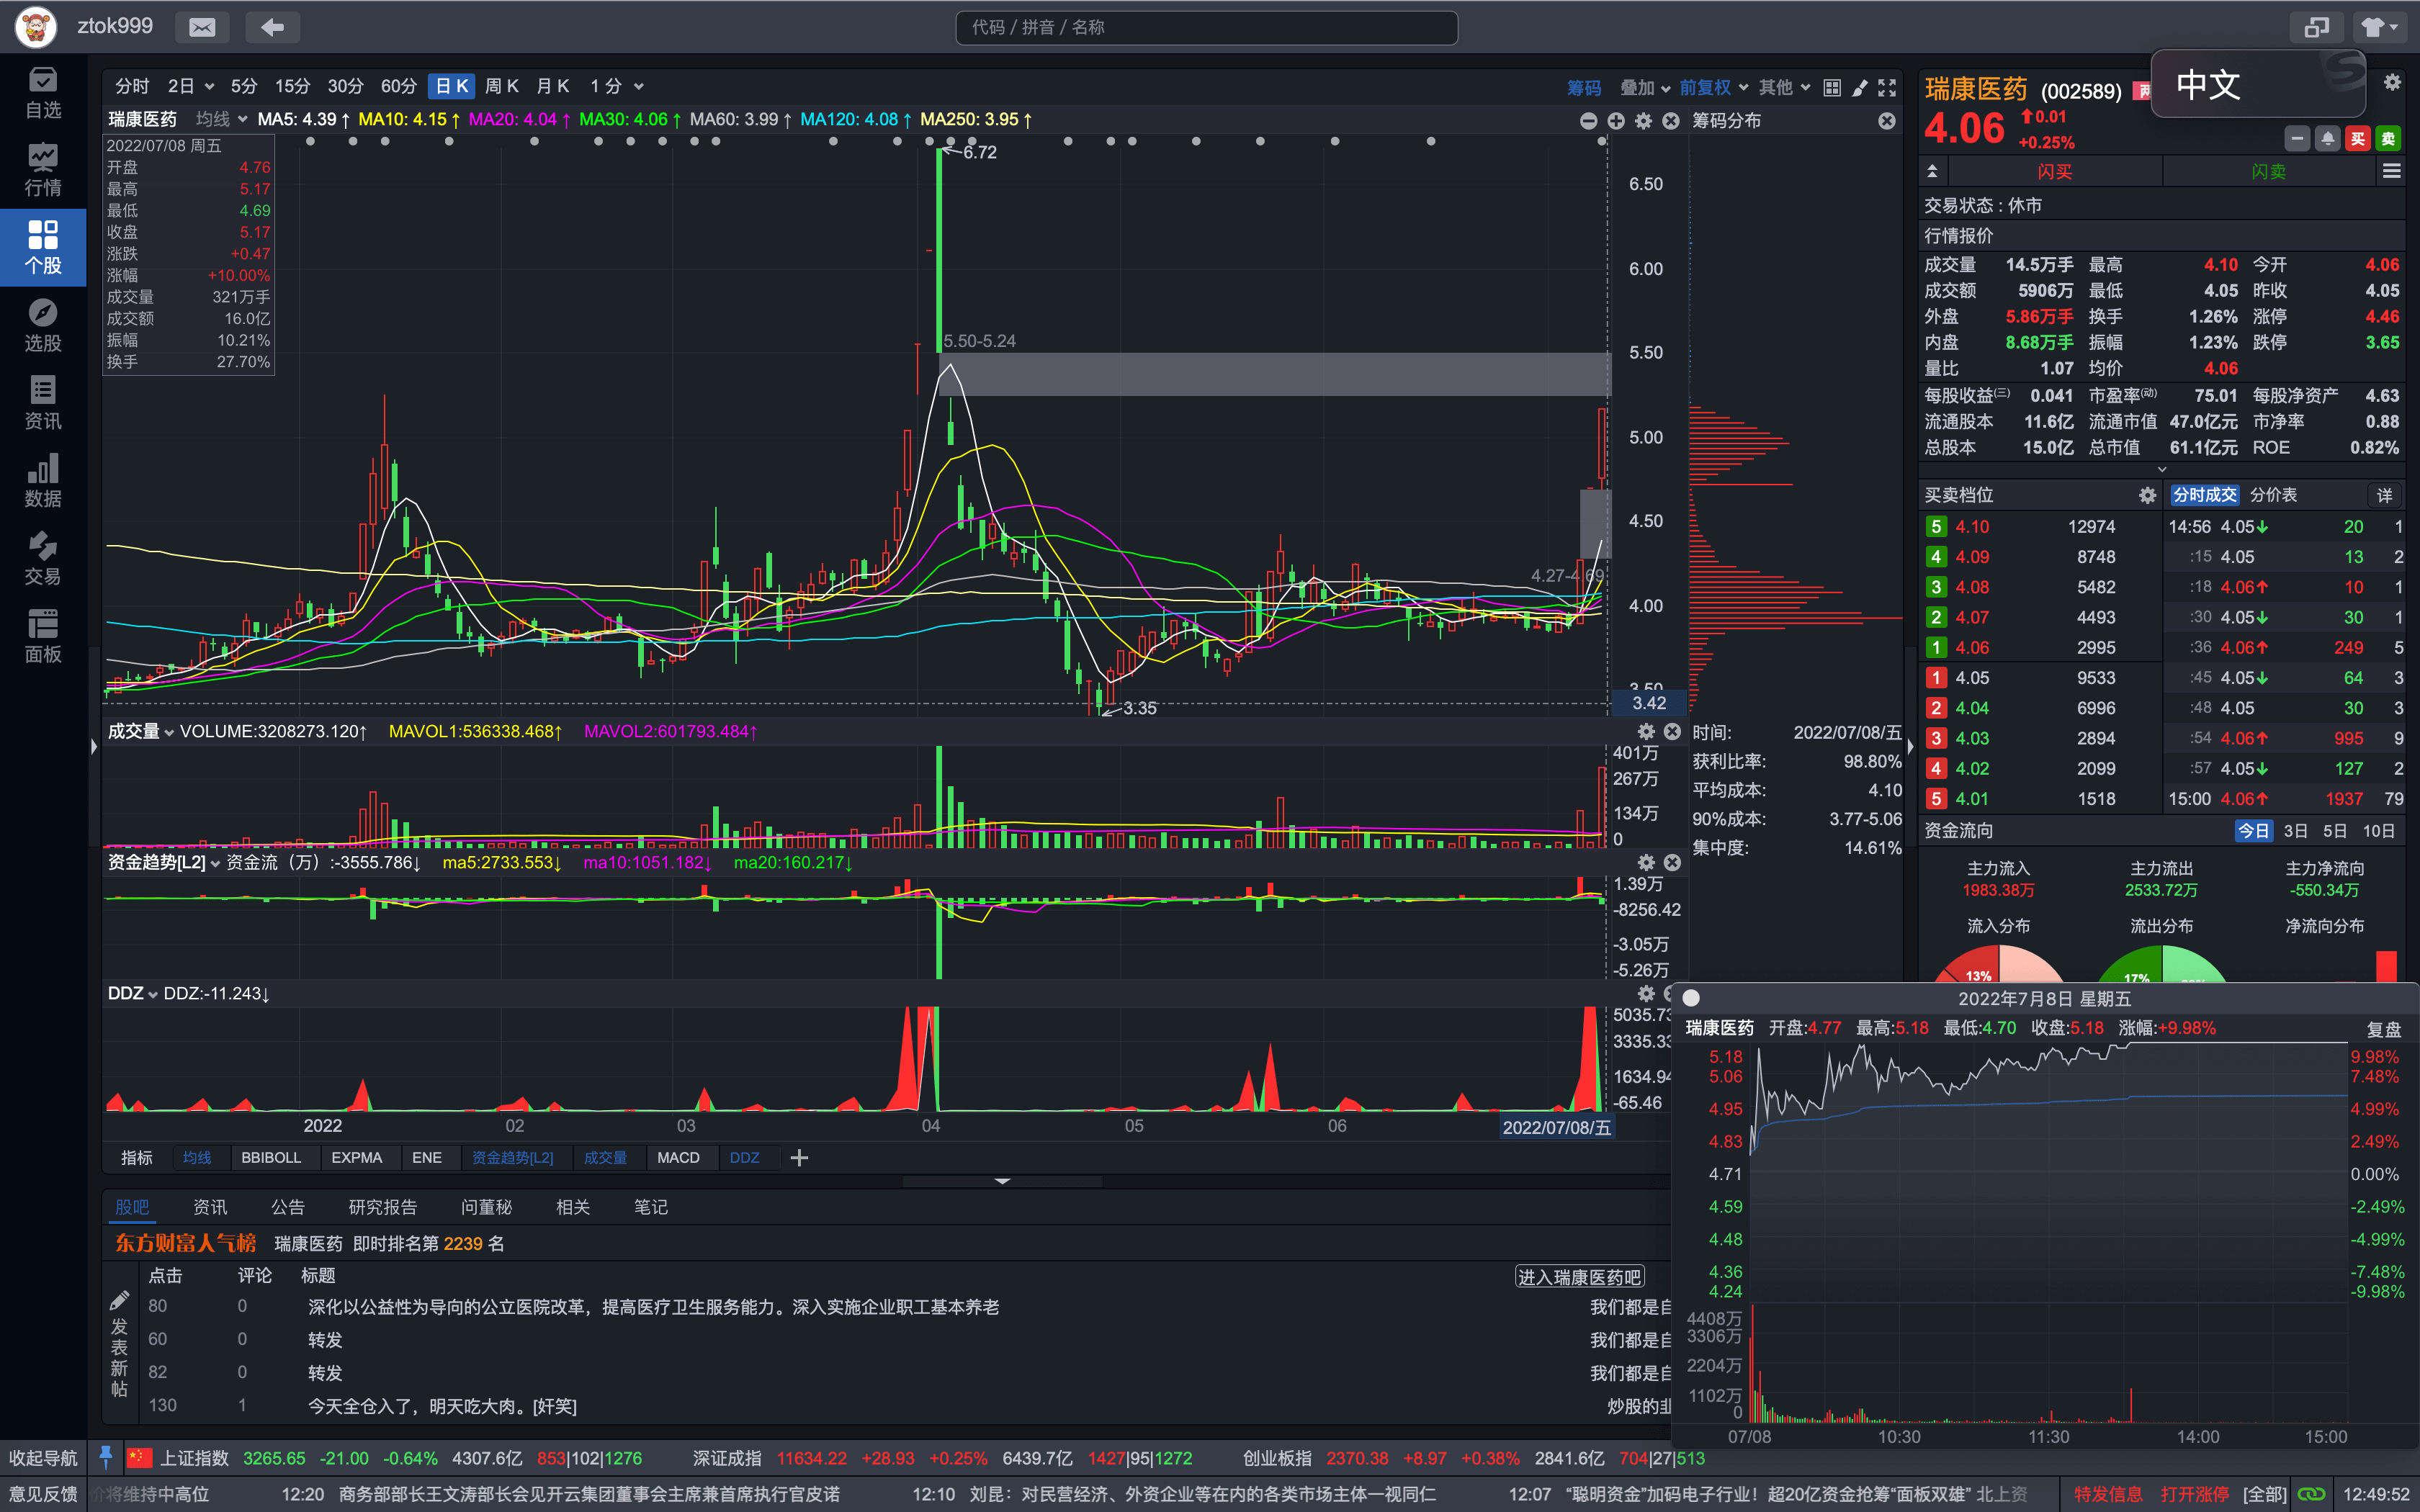 ztok999
代码 / 拼音 / 名称
中文
自选
行情
个股
选股
资讯
数据
交易
面板
分时 2日 5分 15分 30分 60分 日K 周K 月K 1分
筹码 叠加 前复权 其他
瑞康医药 均线 MA5: 4.39↑ MA10: 4.15↑ MA20: 4.04↑ MA30: 4.06↑ MA60: 3.99↑ MA120: 4.08↑ MA250: 3.95↑
2022/07/08 周五
开盘 4.76
最高 5.17
最低 4.69
收盘 5.17
涨跌 +0.47
涨幅 +10.00%
成交量 321万手
成交额 16.0亿
振幅 10.21%
换手 27.70%
6.72
5.50-5.24
4.27-4.69
3.35
6.50
6.00
5.50
5.00
4.50
4.00
3.50
3.42
成交量 VOLUME:3208273.120↑ MAVOL1:536338.468↑ MAVOL2:601793.484↑
401万
267万
134万
0
资金趋势[L2] 资金流（万）:-3555.786↓ ma5:2733.553↓ ma10:1051.182↓ ma20:160.217↓
1.39万
-8256.42
-3.05万
-5.26万
DDZ DDZ:-11.243↓
5035.73
3335.33
1634.94
-65.46
2022 02 03 04 05 06 2022/07/08/五
指标 均线 BBIBOLL EXPMA ENE 资金趋势[L2] 成交量 MACD DDZ
筹码分布
时间: 2022/07/08/五
获利比率: 98.80%
平均成本: 4.10
90%成本: 3.77-5.06
集中度: 14.61%
瑞康医药 (002589)
4.06 0.01
+0.25%
买 卖
闪买 闪卖
交易状态 : 休市
行情报价
成交量 14.5万手 最高 4.10 今开 4.06
成交额 5906万 最低 4.05 昨收 4.05
外盘 5.86万手 换手 1.26% 涨停 4.46
内盘 8.68万手 振幅 1.23% 跌停 3.65
量比 1.07 均价 4.06
每股收益(三) 0.041 市盈率(动) 75.01 每股净资产 4.63
流通股本 11.6亿 流通市值 47.0亿元 市净率 0.88
总股本 15.0亿 总市值 61.1亿元 ROE 0.82%
买卖档位 分时成交 分价表 详
5 4.10 12974 14:56 4.05↓ 20 1
4 4.09 8748 :15 4.05 13 2
3 4.08 5482 :18 4.06↑ 10 1
2 4.07 4493 :30 4.05↓ 30 1
1 4.06 2995 :36 4.06↑ 249 5
1 4.05 9533 :45 4.05↓ 64 3
2 4.04 6996 :48 4.05 30 3
3 4.03 2894 :54 4.06↑ 995 9
4 4.02 2099 :57 4.05↓ 127 2
5 4.01 1518 15:00 4.06↑ 1937 79
资金流向 今日 3日 5日 10日
主力流入 主力流出 主力净流向
1983.38万 2533.72万 -550.34万
流入分布 流出分布 净流向分布
13% 17%
2022年7月8日 星期五
瑞康医药 开盘:4.77 最高:5.18 最低:4.70 收盘:5.18 涨幅:+9.98% 复盘
5.18 9.98%
5.06 7.48%
4.95 4.99%
4.83 2.49%
4.71 0.00%
4.59 -2.49%
4.48 -4.99%
4.36 -7.48%
4.24 -9.98%
4408万
3306万
2204万
1102万
0
07/08 10:30 11:30 14:00 15:00
股吧 资讯 公告 研究报告 问董秘 相关 笔记
东方财富人气榜 瑞康医药 即时排名第 2239 名
点击 评论 标题 进入瑞康医药吧
发表新帖
80 0 深化以公益性为导向的公立医院改革，提高医疗卫生服务能力。深入实施企业职工基本养老 我们都是自
60 0 转发 我们都是自
82 0 转发 我们都是自
130 1 今天全仓入了，明天吃大肉。[奸笑] 炒股的韭
收起导航 上证指数 3265.65 -21.00 -0.64% 4307.6亿 853|102|1276 深证成指 11634.22 +28.93 +0.25% 6439.7亿 1427|95|1272 创业板指 2370.38 +8.97 +0.38% 2841.6亿 704|27|513
意见反馈 价将维持中高位 12:20 商务部部长王文涛部长会见开云集团董事会主席兼首席执行官皮诺 12:10 刘昆：对民营经济、外资企业等在内的各类市场主体一视同仁 12:07 “聪明资金”加码电子行业！超20亿资金抢筹“面板双雄” 北上资 特发信息 打开涨停 [全部] 12:49:52